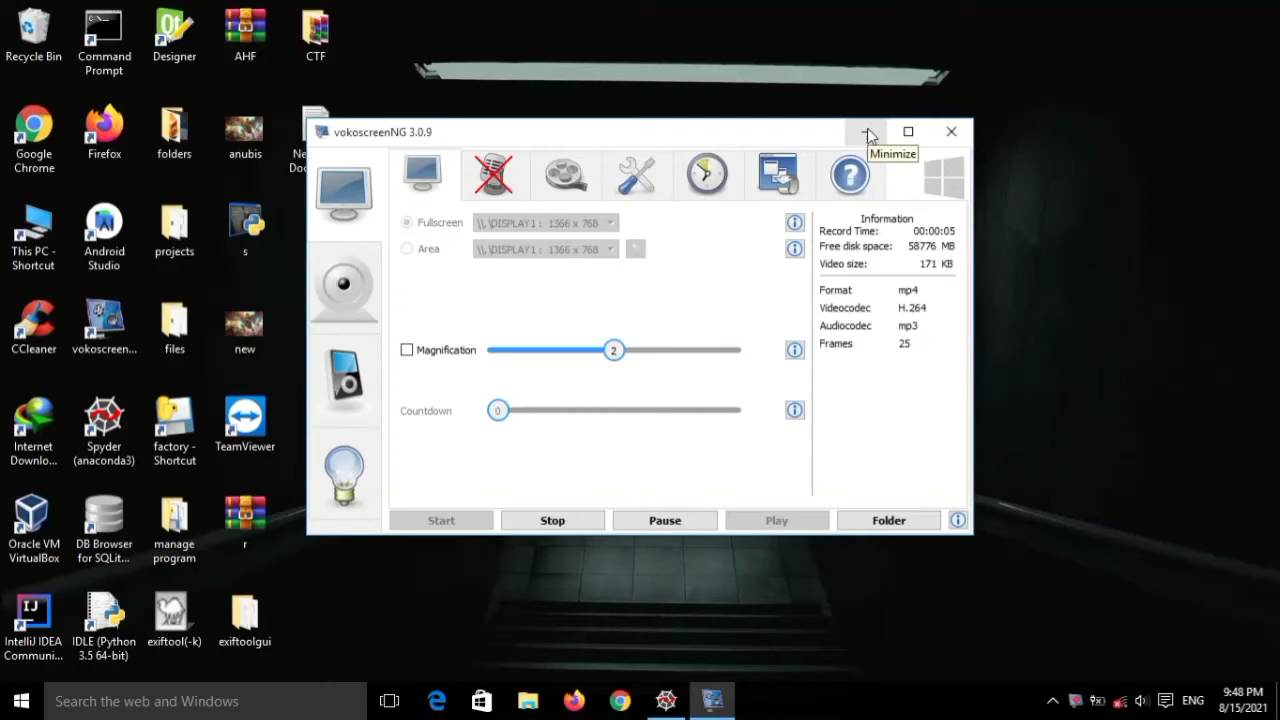 Recycle Bin
Command
Prompt
Designer
AHF
CTF
Google
Chrome
Firefox
folders
anubis
Ne
Doc
This PC -
Shortcut
Android
Studio
projects
s
CCleaner
vokoscreen...
files
new
Internet
Downlo...
Spyder
(anaconda3)
factory -
Shortcut
TeamViewer
Oracle VM
VirtualBox
DB Browser
for SQLit...
manage
program
r
IntelliJ IDEA
Communi...
IDLE (Python
3.5 64-bit)
exiftool(-k)
exiftoolgui
vokoscreenNG 3.0.9
Minimize
Fullscreen
\\.\DISPLAY1 : 1366 x 768
Area
\\.\DISPLAY1 : 1366 x 768
Magnification
2
Countdown
0
Information
Record Time: 00:00:05
Free disk space: 58776 MB
Video size: 171 KB
Format mp4
Videocodec H.264
Audiocodec mp3
Frames 25
Start
Stop
Pause
Play
Folder
Search the web and Windows
ENG
9:48 PM
8/15/2021